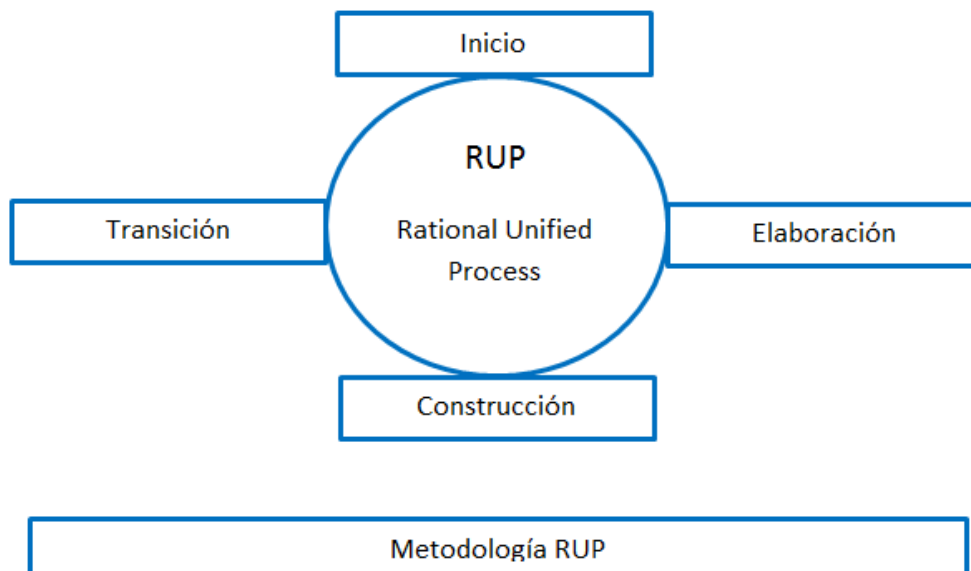 Inicio
RUP
Transición
Rational Unified
Process
Elaboración
Construcción
Metodología RUP